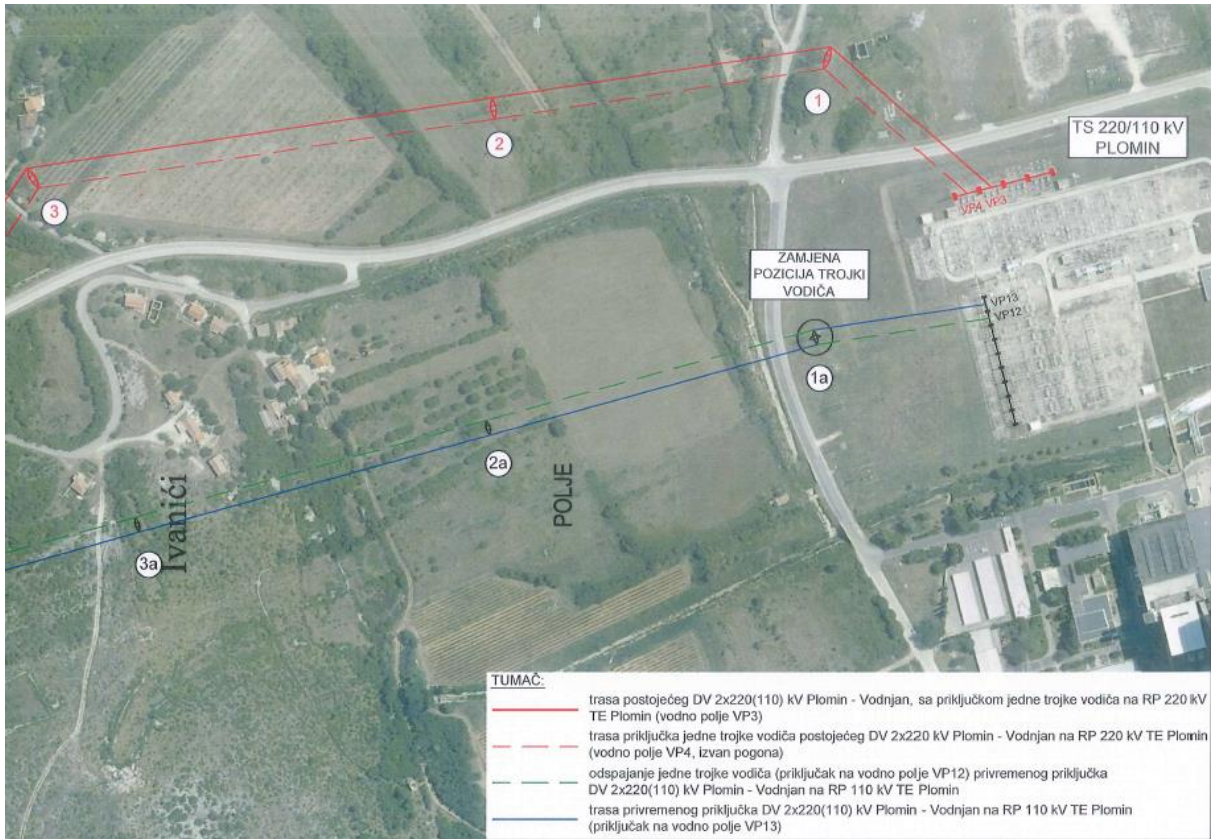 1
TS 220/110 kV
PLOMIN
2
3
VP4 VP3
ZAMJENA
POZICIJA TROJKI
VODIČA
VP13
VP12
1a
2a
POLJE
Ivanići
3a
TUMAČ:
trasa postojećeg DV 2x220(110) kV Plomin - Vodnjan, sa priključkom jedne trojke vodiča na RP 220 kV
TE Plomin (vodno polje VP3)
trasa priključka jedne trojke vodiča postojećeg DV 2x220 kV Plomin - Vodnjan na RP 220 kV TE Plomin
(vodno polje VP4, izvan pogona)
odspajanje jedne trojke vodiča (priključak na vodno polje VP12) privremenog priključka
DV 2x220(110) kV Plomin - Vodnjan na RP 110 kV TE Plomin
trasa privremenog priključka DV 2x220(110) kV Plomin - Vodnjan na RP 110 kV TE Plomin
(priključak na vodno polje VP13)